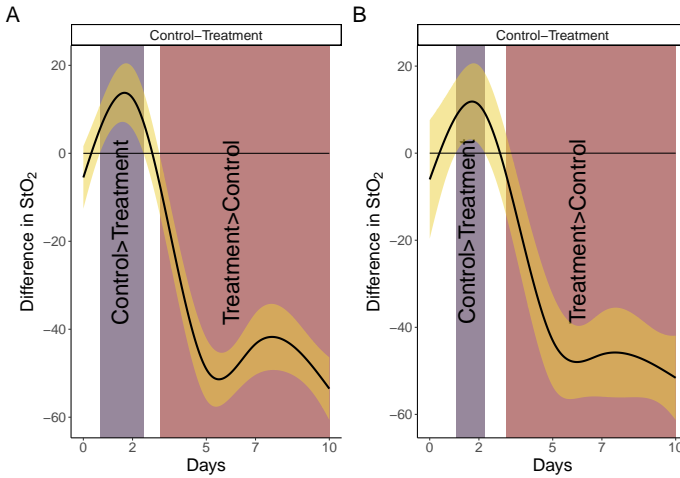 A
Control−Treatment
Difference in StO2
20
0
−20
−40
−60
Control>Treatment
Treatment>Control
0
2
5
7
10
Days
B
Control−Treatment
Difference in StO2
20
0
−20
−40
−60
Control>Treatment
Treatment>Control
0
2
5
7
10
Days